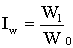 I_w = W_1 / W_0